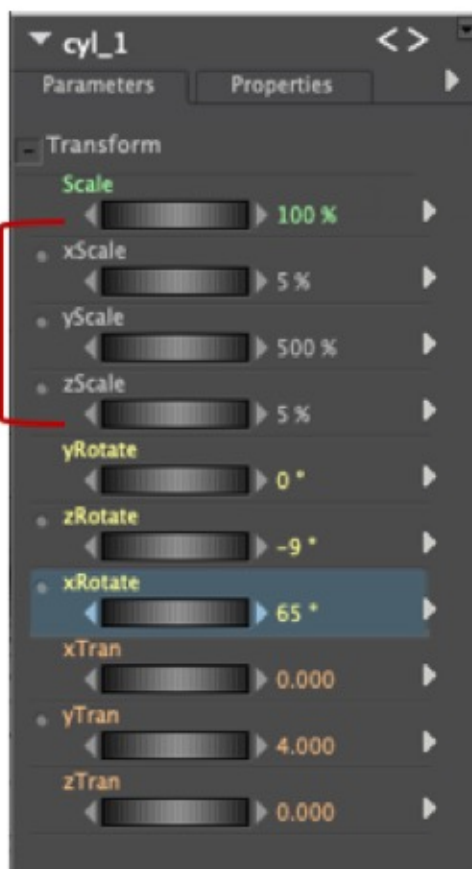 cyl_1 <>
Parameters Properties
Transform
Scale
100 %
xScale
5 %
yScale
500 %
zScale
5 %
yRotate
0 °
zRotate
-9 °
xRotate
65 °
xTran
0.000
yTran
4.000
zTran
0.000